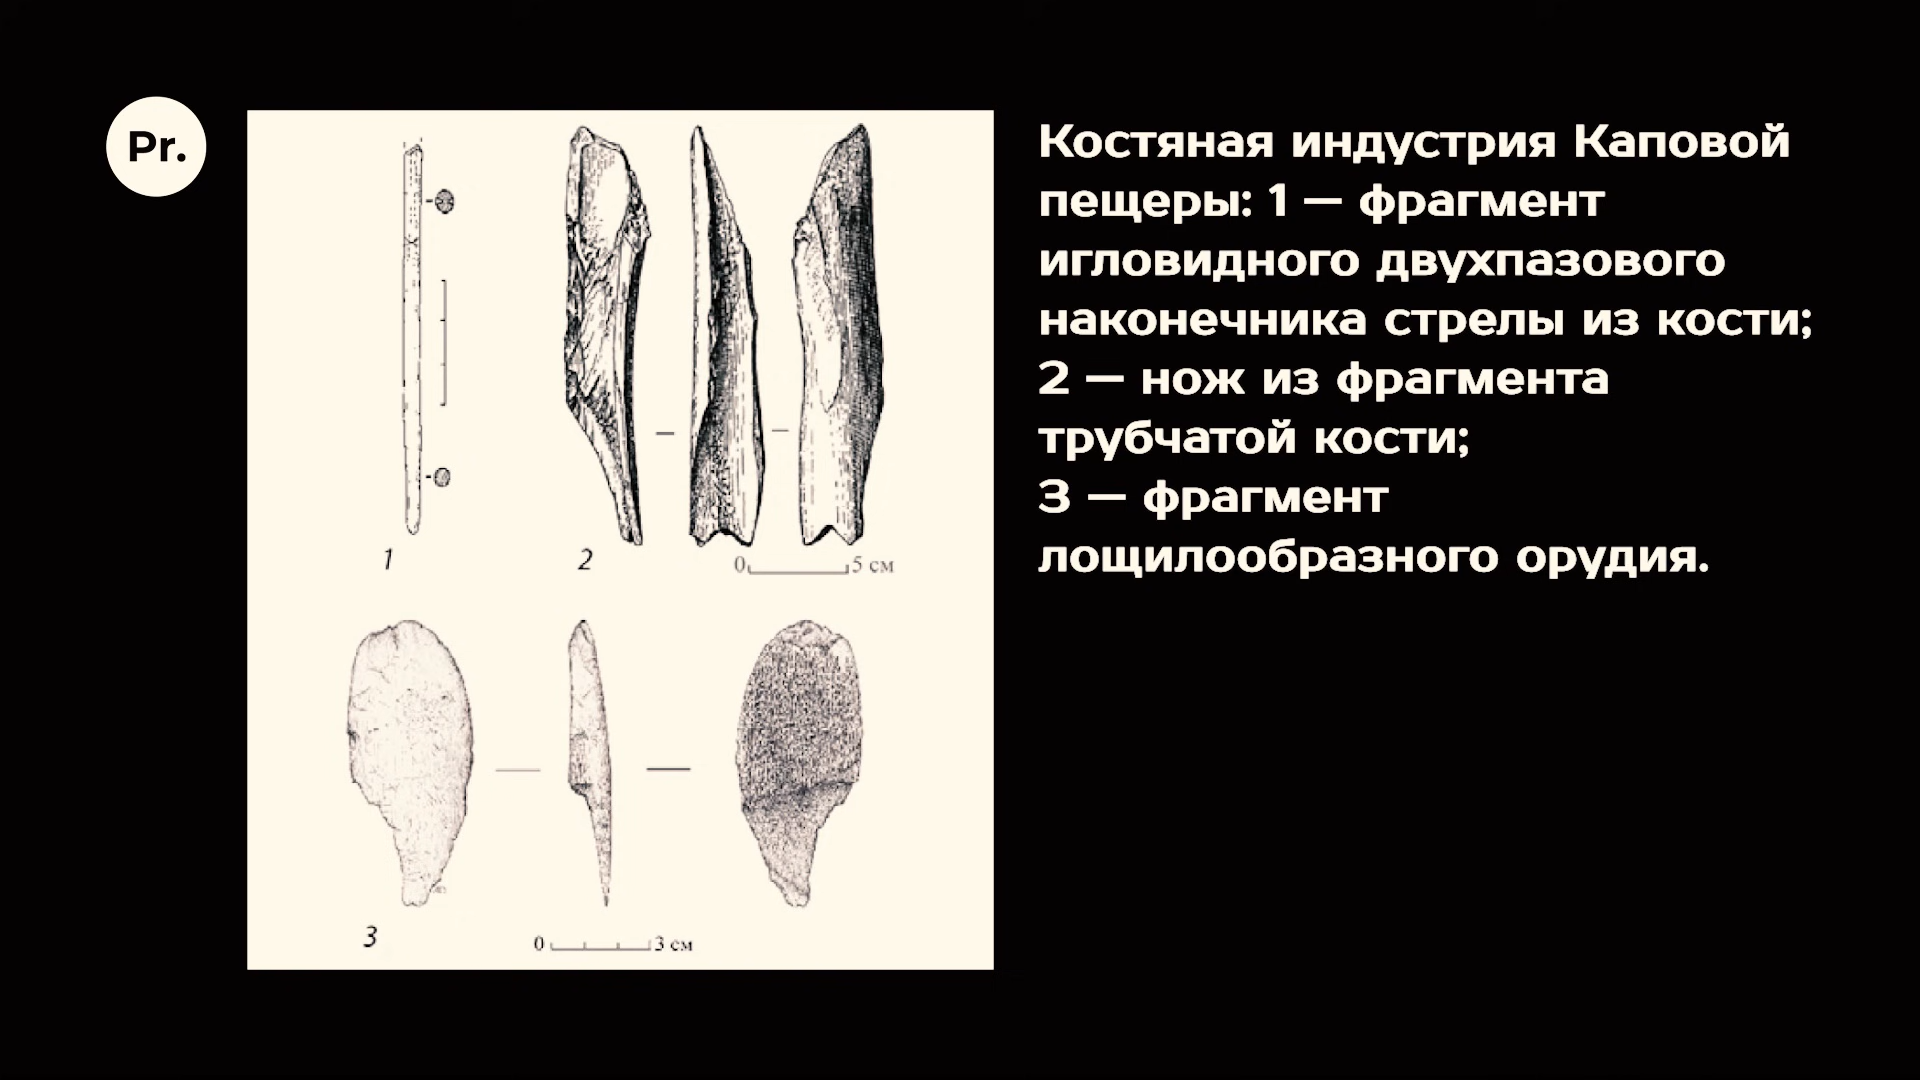 Pr.
Костяная индустрия Каповой
пещеры: 1 — фрагмент
игловидного двухпазового
наконечника стрелы из кости;
2 — нож из фрагмента
трубчатой кости;
3 — фрагмент
лощилообразного орудия.
1
2
0 5 см
3
0 3 см